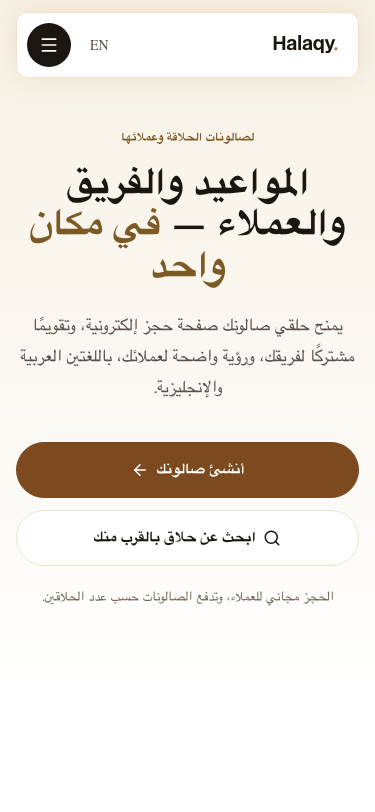 Halaqy.
EN
لصالونات الحلاقة وعملائها
المواعيد والفريق
والعملاء — في مكان
واحد
يمنح حلقي صالونك صفحة حجز إلكترونية، وتقويمًا
مشتركًا لفريقك، ورؤية واضحة لعملائك، باللغتين العربية
والإنجليزية.
أنشئ صالونك
ابحث عن حلاق بالقرب منك
الحجز مجاني للعملاء، وتدفع الصالونات حسب عدد الحلاقين.